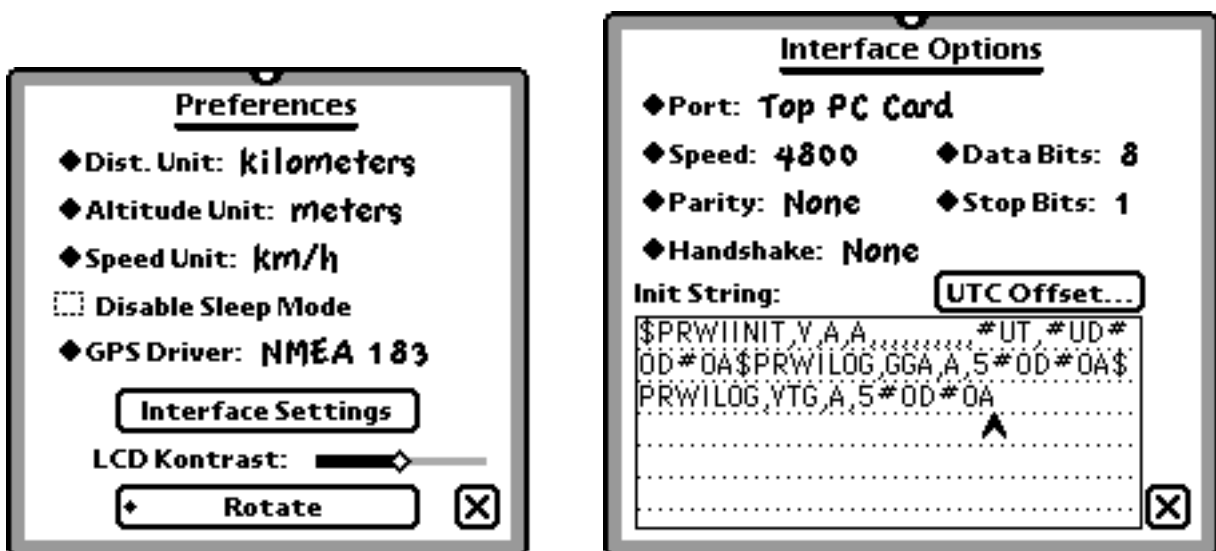 Preferences
Dist. Unit: kilometers
Altitude Unit: meters
Speed Unit: km/h
Disable Sleep Mode
GPS Driver: NMEA 183
Interface Settings
LCD Kontrast:
Rotate
Interface Options
Port: Top PC Card
Speed: 4800 Data Bits: 8
Parity: None Stop Bits: 1
Handshake: None
Init String: UTC Offset...
$PRWIINIT,V,A,A,,,,,,,,,,,#UT,#UD#
0D#0A$PRWILOG,GGA,A,5#0D#0A$
PRWILOG,VTG,A,5#0D#0A